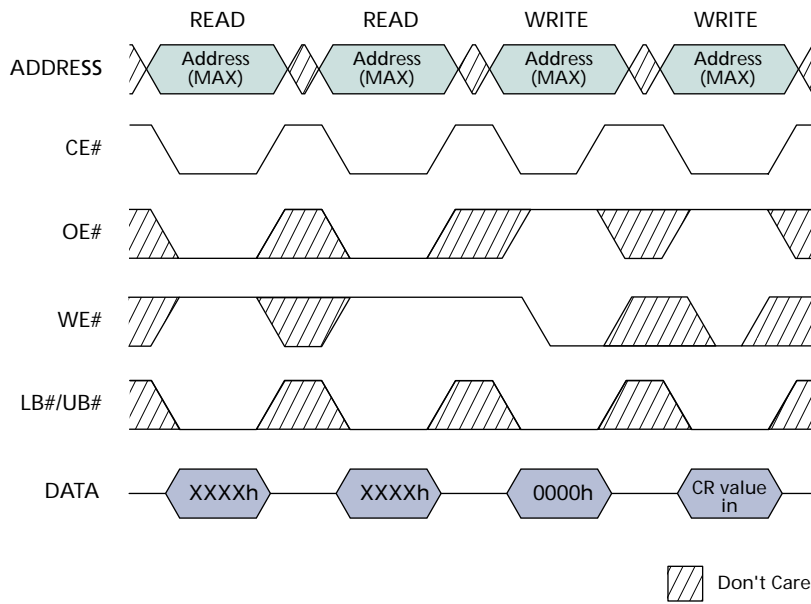 READ READ WRITE WRITE
ADDRESS Address Address Address Address
(MAX) (MAX) (MAX) (MAX)
CE#
OE#
WE#
LB#/UB#
DATA XXXXh XXXXh 0000h CR value
in
Don't Care